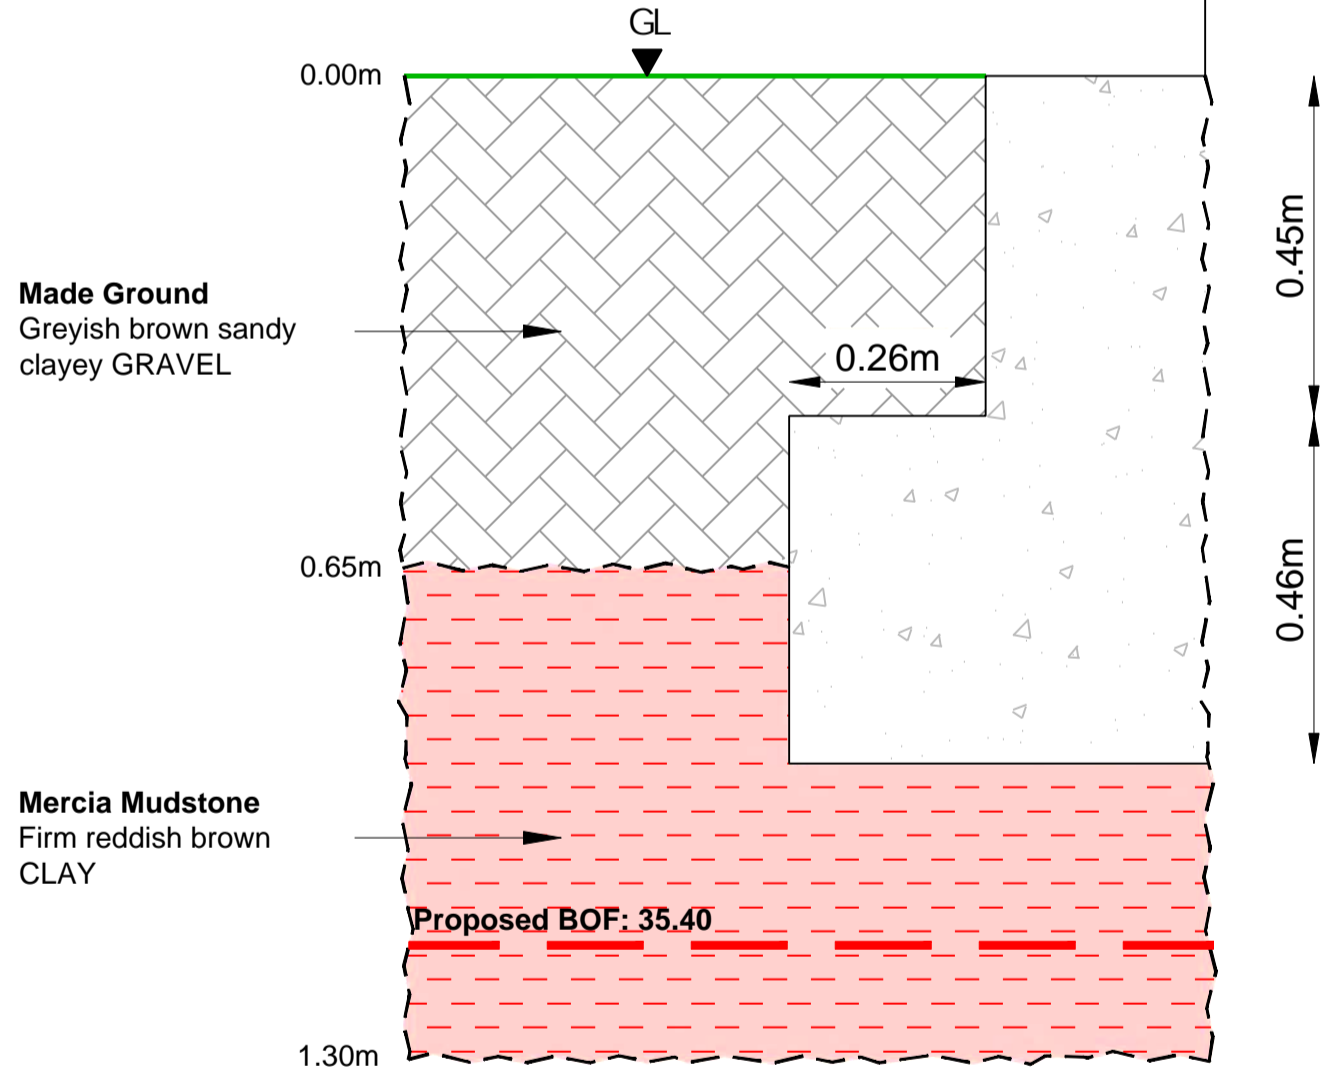 GL
0.00m
0.45m
Made Ground
Greyish brown sandy
clayey GRAVEL
0.26m
0.65m
0.46m
Mercia Mudstone
Firm reddish brown
CLAY
Proposed BOF: 35.40
1.30m